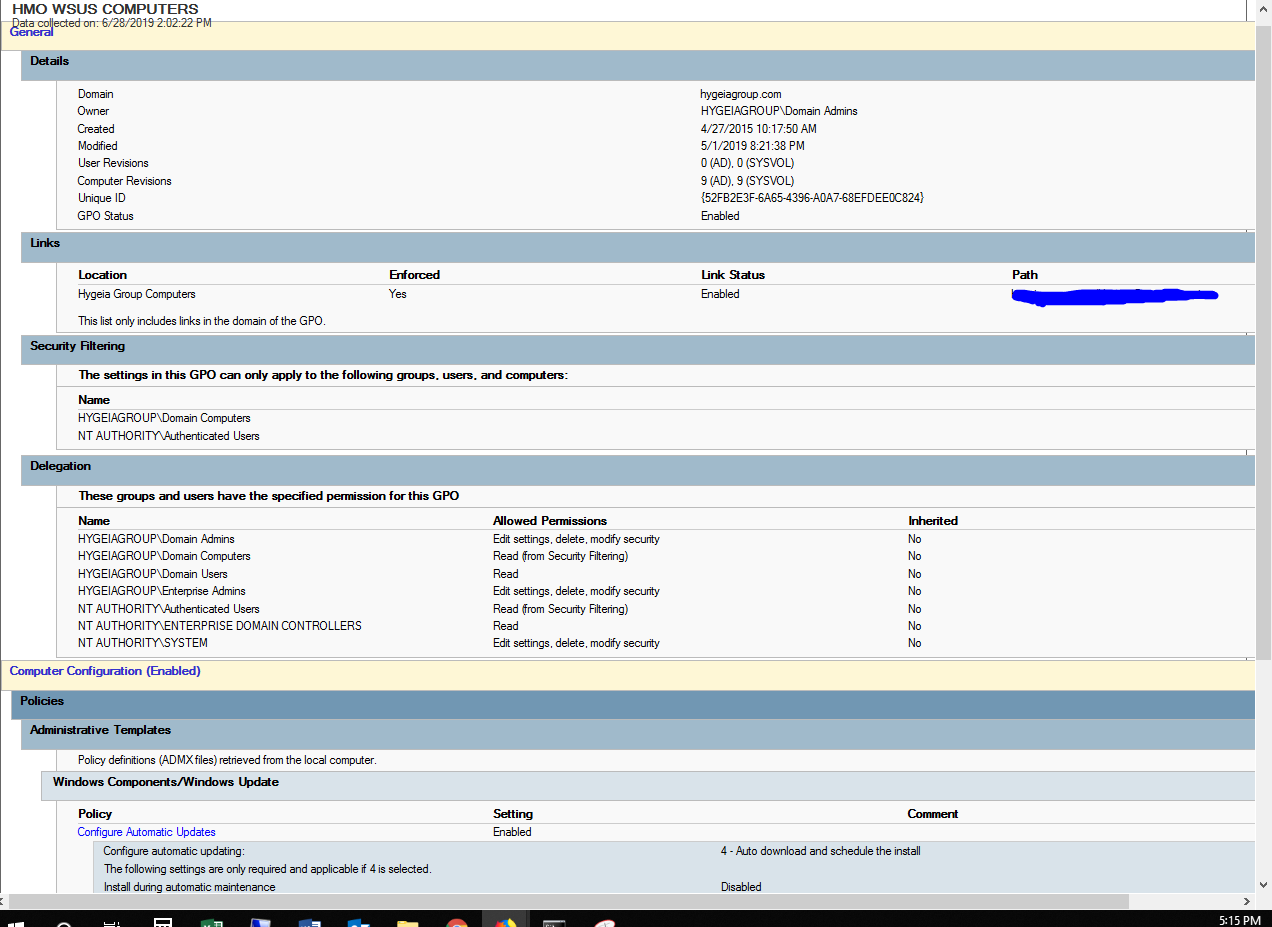 HMO WSUS COMPUTERS
Data collected on: 6/28/2019 2:02:22 PM
General
Details
Domain hygeiagroup.com
Owner HYGEIAGROUP\Domain Admins
Created 4/27/2015 10:17:50 AM
Modified 5/1/2019 8:21:38 PM
User Revisions 0 (AD), 0 (SYSVOL)
Computer Revisions 9 (AD), 9 (SYSVOL)
Unique ID {52FB2E3F-6A65-4396-A0A7-68EFDEE0C824}
GPO Status Enabled
Links
Location Enforced Link Status Path
Hygeia Group Computers Yes Enabled
This list only includes links in the domain of the GPO.
Security Filtering
The settings in this GPO can only apply to the following groups, users, and computers:
Name
HYGEIAGROUP\Domain Computers
NT AUTHORITY\Authenticated Users
Delegation
These groups and users have the specified permission for this GPO
Name Allowed Permissions Inherited
HYGEIAGROUP\Domain Admins Edit settings, delete, modify security No
HYGEIAGROUP\Domain Computers Read (from Security Filtering) No
HYGEIAGROUP\Domain Users Read No
HYGEIAGROUP\Enterprise Admins Edit settings, delete, modify security No
NT AUTHORITY\Authenticated Users Read (from Security Filtering) No
NT AUTHORITY\ENTERPRISE DOMAIN CONTROLLERS Read No
NT AUTHORITY\SYSTEM Edit settings, delete, modify security No
Computer Configuration (Enabled)
Policies
Administrative Templates
Policy definitions (ADMX files) retrieved from the local computer.
Windows Components/Windows Update
Policy Setting Comment
Configure Automatic Updates Enabled
Configure automatic updating: 4 - Auto download and schedule the install
The following settings are only required and applicable if 4 is selected.
Install during automatic maintenance Disabled
5:15 PM